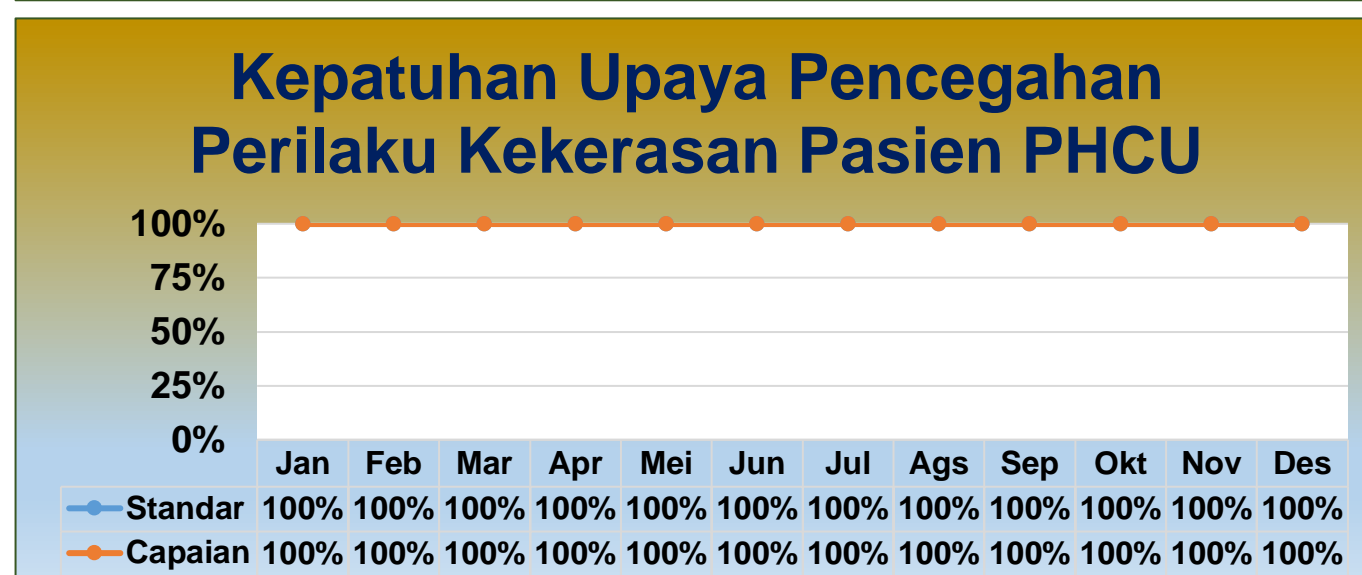 Kepatuhan Upaya Pencegahan
Perilaku Kekerasan Pasien PHCU
100%
75%
50%
25%
0%
Jan Feb Mar Apr Mei Jun Jul Ags Sep Okt Nov Des
Standar 100% 100% 100% 100% 100% 100% 100% 100% 100% 100% 100% 100%
Capaian 100% 100% 100% 100% 100% 100% 100% 100% 100% 100% 100% 100%